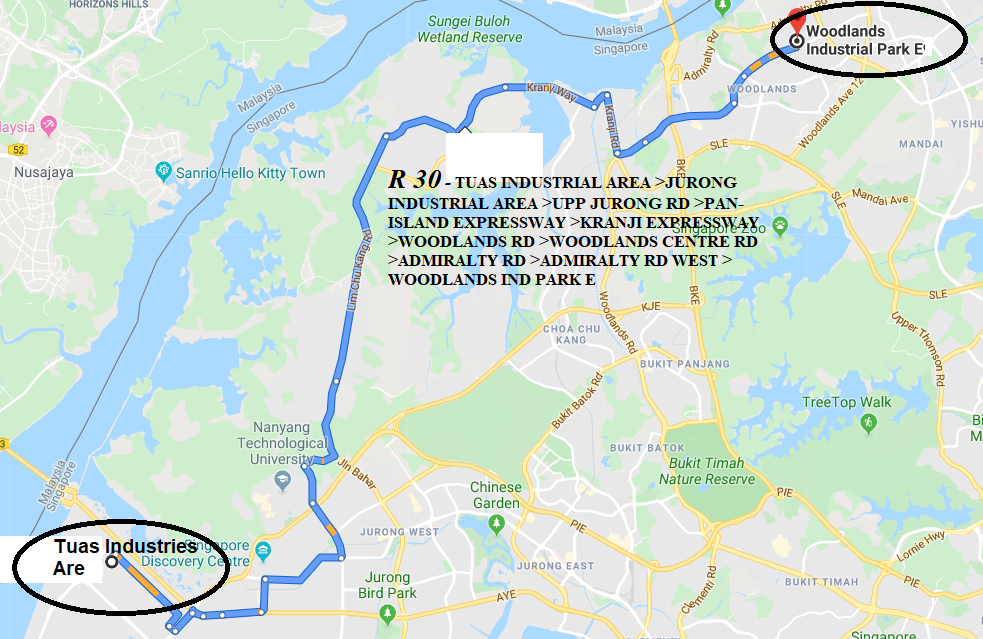 HORIZONS HILLS
Sungei Buloh
Wetland Reserve
Malaysia
Singapore
Admiralty Rd
Woodlands
Industrial Park E
WOODLANDS
Woodlands Ave 12
YISHU
MANDAI
Malaysia
Singapore
laysia
52
Nusajaya
Sanrio Hello Kitty Town
Kranji Way
Kranji Rd
BKE
SLE
SLE
Mandai Ave
R 30 - TUAS INDUSTRIAL AREA >JURONG
INDUSTRIAL AREA >UPP JURONG RD >PAN-
ISLAND EXPRESSWAY >KRANJI EXPRESSWAY
>WOODLANDS RD >WOODLANDS CENTRE RD
>ADMIRALTY RD >ADMIRALTY RD WEST >
WOODLANDS IND PARK E
Singapore Zoo
Lim Chu Kang Rd
Woodlands Rd
KJE
BKE
SLE
CHOA CHU
KANG
Upper Thomson Rd
BUKIT PANJANG
Bukit Batok Rd
TreeTop Walk
Nanyang
Technological
University
3
Bi
M
BUKIT BATOK
Bukit Timah
Nature Reserve
Jln Bahar
Malaysia
Singapore
Chinese
Garden
PIE
PIE
JURONG WEST
Lornie Hwy
Tuas Industries
Are
Singapore
Discovery Centre
JURONG EAST
Jurong
Bird Park
AYE
Clementi Rd
BUKIT TIMAH
PIE